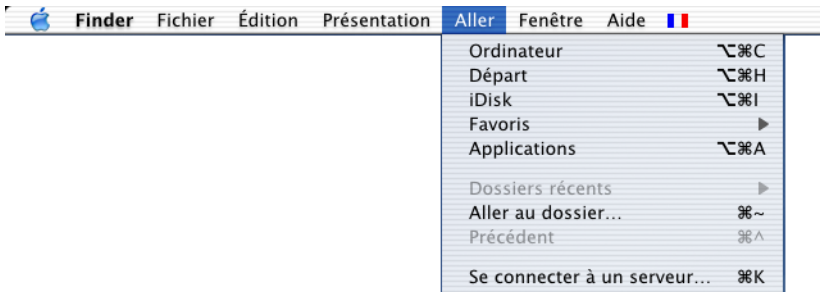 Finder Fichier Édition Présentation Aller Fenêtre Aide
Ordinateur ⌥⌘C
Départ ⌥⌘H
iDisk ⌥⌘I
Favoris
Applications ⌥⌘A
Dossiers récents
Aller au dossier... ⌘~
Précédent ⌘^
Se connecter à un serveur... ⌘K